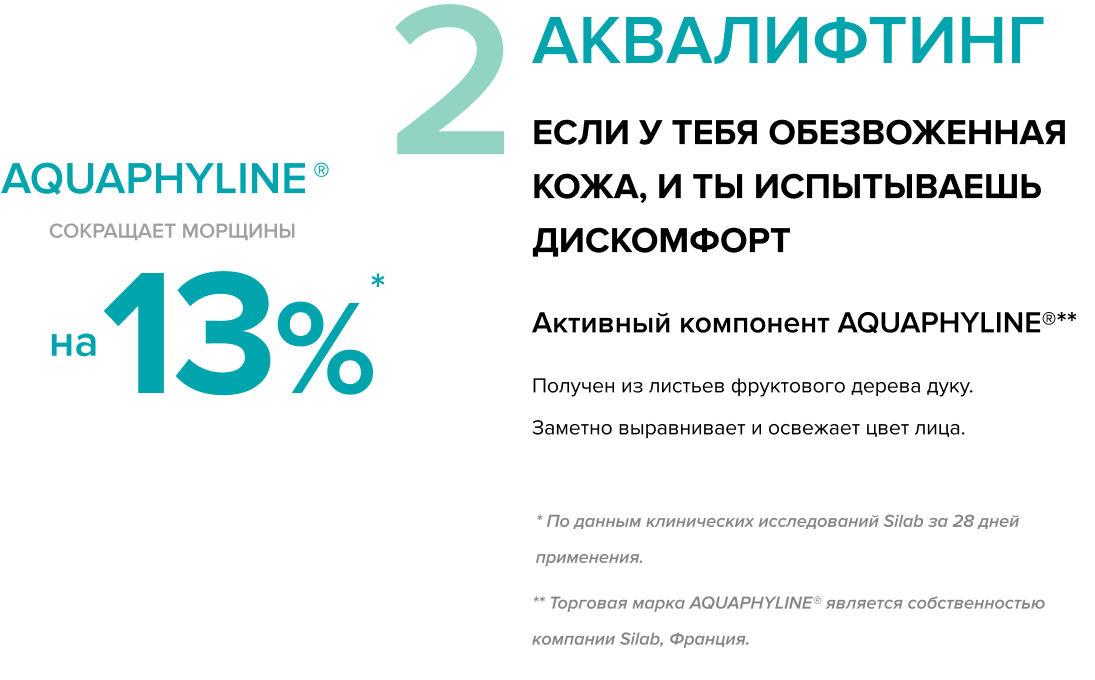 2
АКВАЛИФТИНГ
ЕСЛИ У ТЕБЯ ОБЕЗВОЖЕННАЯ
КОЖА, И ТЫ ИСПЫТЫВАЕШЬ
ДИСКОМФОРТ
AQUAPHYLINE®
СОКРАЩАЕТ МОРЩИНЫ
на 13%*
Активный компонент AQUAPHYLINE®**
Получен из листьев фруктового дерева дуку.
Заметно выравнивает и освежает цвет лица.
* По данным клинических исследований Silab за 28 дней
применения.
** Торговая марка AQUAPHYLINE® является собственностью
компании Silab, Франция.